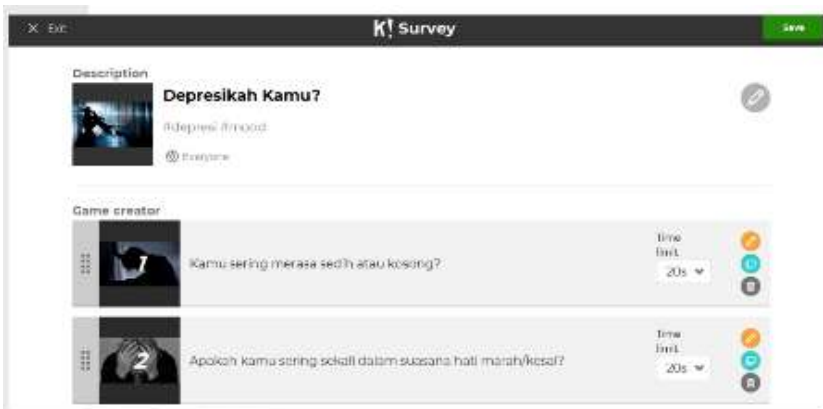 X Exit
K! Survey
Save
Description
Depresikah Kamu?
#depresi #mood
Everyone
Game creator
1
Kamu sering merasa sedih atau kosong?
Time
limit
20s
2
Apakah kamu sering sekali dalam suasana hati marah/kesal?
Time
limit
20s